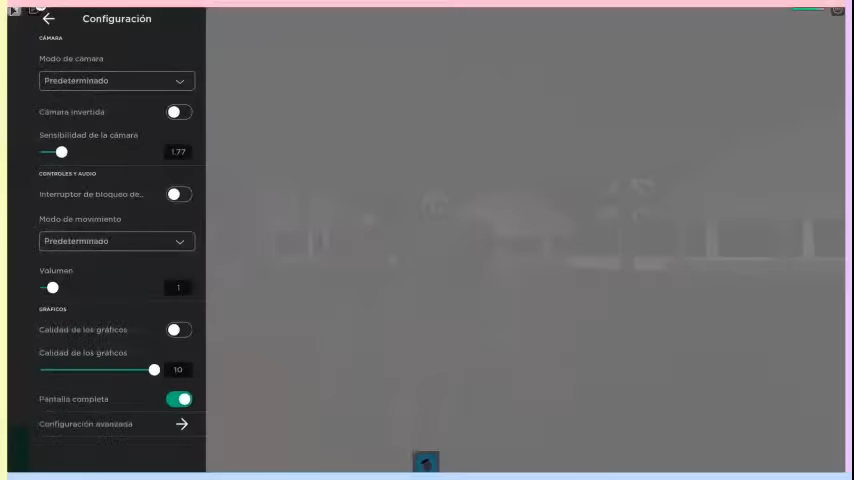 Configuración
CÁMARA
Modo de cámara
Predeterminado
Cámara invertida
Sensibilidad de la cámara
1.77
CONTROLES Y AUDIO
Interruptor de bloqueo de..
Modo de movimiento
Predeterminado
Volumen
1
GRÁFICOS
Calidad de los gráficos
Calidad de los gráficos
10
Pantalla completa
Configuración avanzada